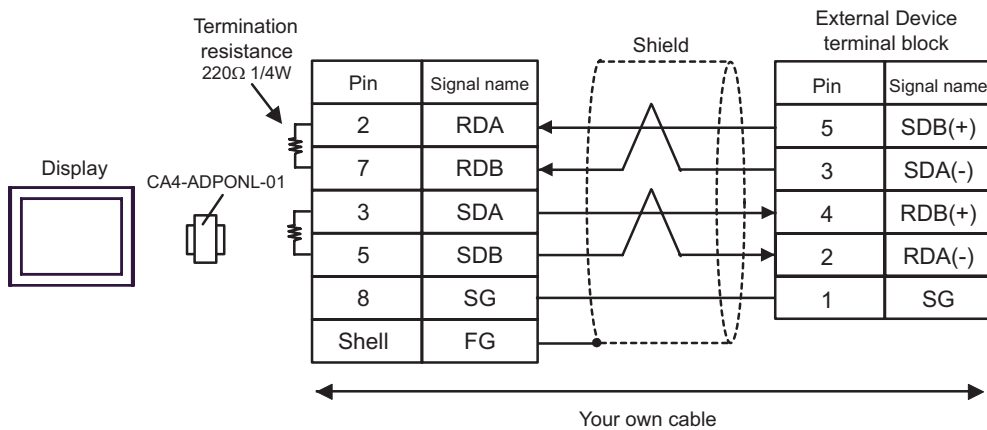 Termination
resistance
220Ω 1/4W
Display
CA4-ADPONL-01
Pin Signal name
2 RDA
7 RDB
3 SDA
5 SDB
8 SG
Shell FG
Shield
External Device
terminal block
Pin Signal name
5 SDB(+)
3 SDA(-)
4 RDB(+)
2 RDA(-)
1 SG
Your own cable